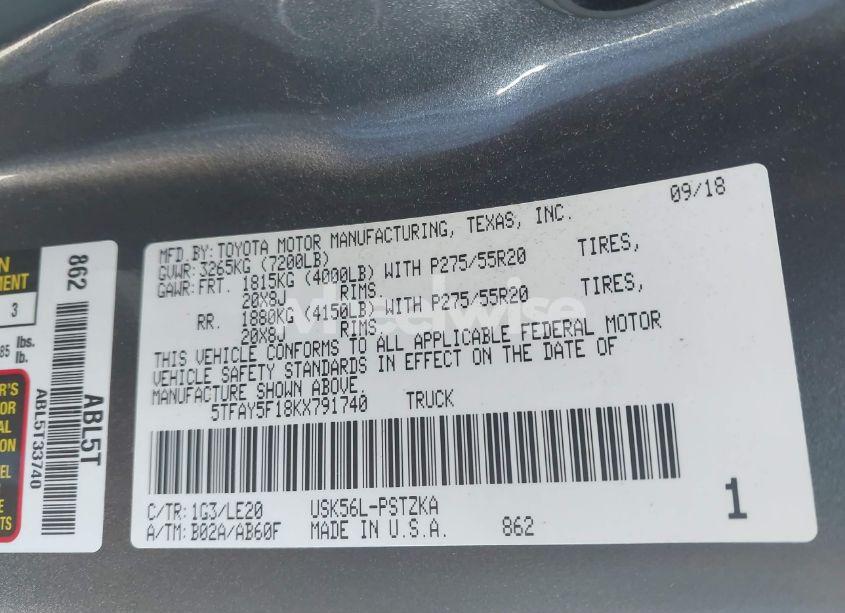 09/18
MFD.BY:TOYOTA MOTOR MANUFACTURING, TEXAS, INC.
GVWR:3265KG (7200LB)
GAWR:FRT. 1815KG (4000LB) WITH P275/55R20 TIRES,
20X8J RIMS.
RR. 1880KG (4150LB) WITH P275/55R20 TIRES,
20X8J RIMS.
THIS VEHICLE CONFORMS TO ALL APPLICABLE FEDERAL MOTOR
VEHICLE SAFETY STANDARDS IN EFFECT ON THE DATE OF
MANUFACTURE SHOWN ABOVE.
5TFAY5F18KX791740 TRUCK
C/TR:1G3/LE20 USK56L-PSTZKA
A/TM:B02A/AB60F MADE IN U.S.A. 862
1
862
ABL5T
ABL5T33740
3
85 lbs.
lb.
wheelwise